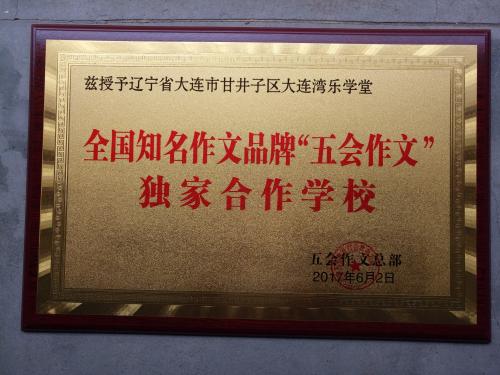 兹授予辽宁省大连市甘井子区大连湾乐学堂
全国知名作文品牌“五会作文”
独家合作学校
五会作文总部
2017年6月2日